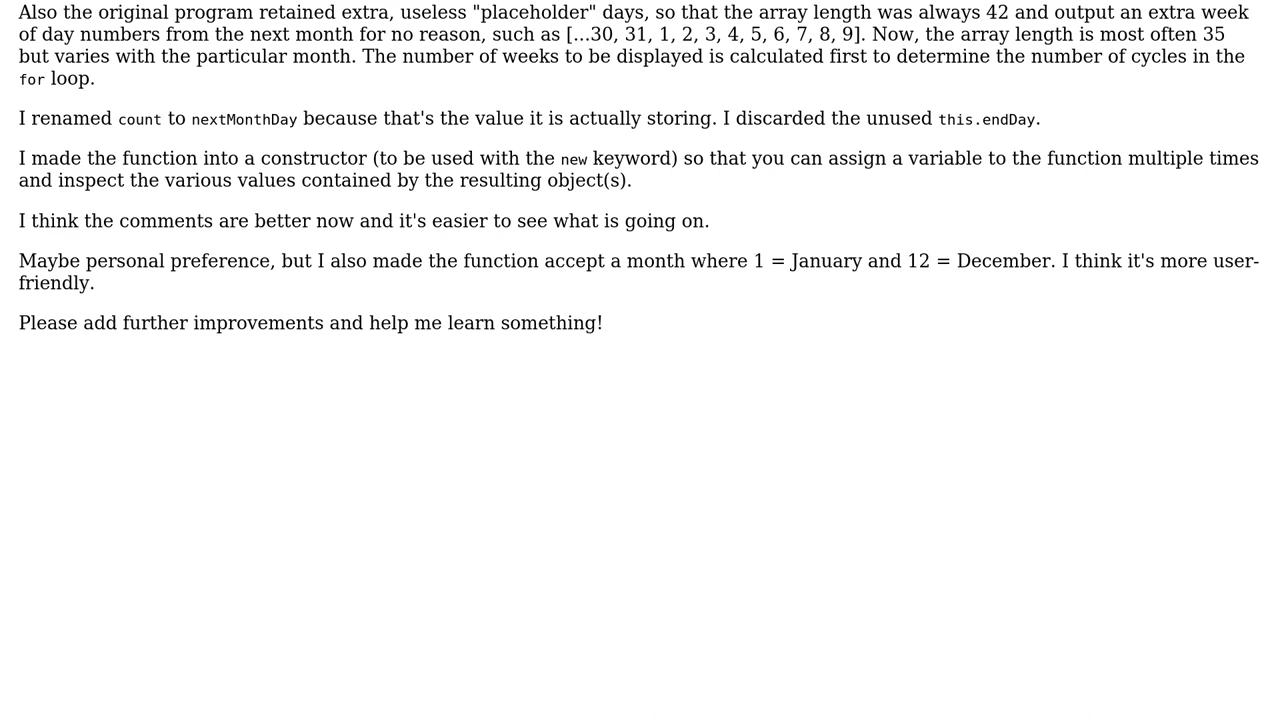 Also the original program retained extra, useless "placeholder" days, so that the array length was always 42 and output an extra week
of day numbers from the next month for no reason, such as [...30, 31, 1, 2, 3, 4, 5, 6, 7, 8, 9]. Now, the array length is most often 35
but varies with the particular month. The number of weeks to be displayed is calculated first to determine the number of cycles in the
for loop.
I renamed count to nextMonthDay because that's the value it is actually storing. I discarded the unused this.endDay.
I made the function into a constructor (to be used with the new keyword) so that you can assign a variable to the function multiple times
and inspect the various values contained by the resulting object(s).
I think the comments are better now and it's easier to see what is going on.
Maybe personal preference, but I also made the function accept a month where 1 = January and 12 = December. I think it's more user-
friendly.
Please add further improvements and help me learn something!